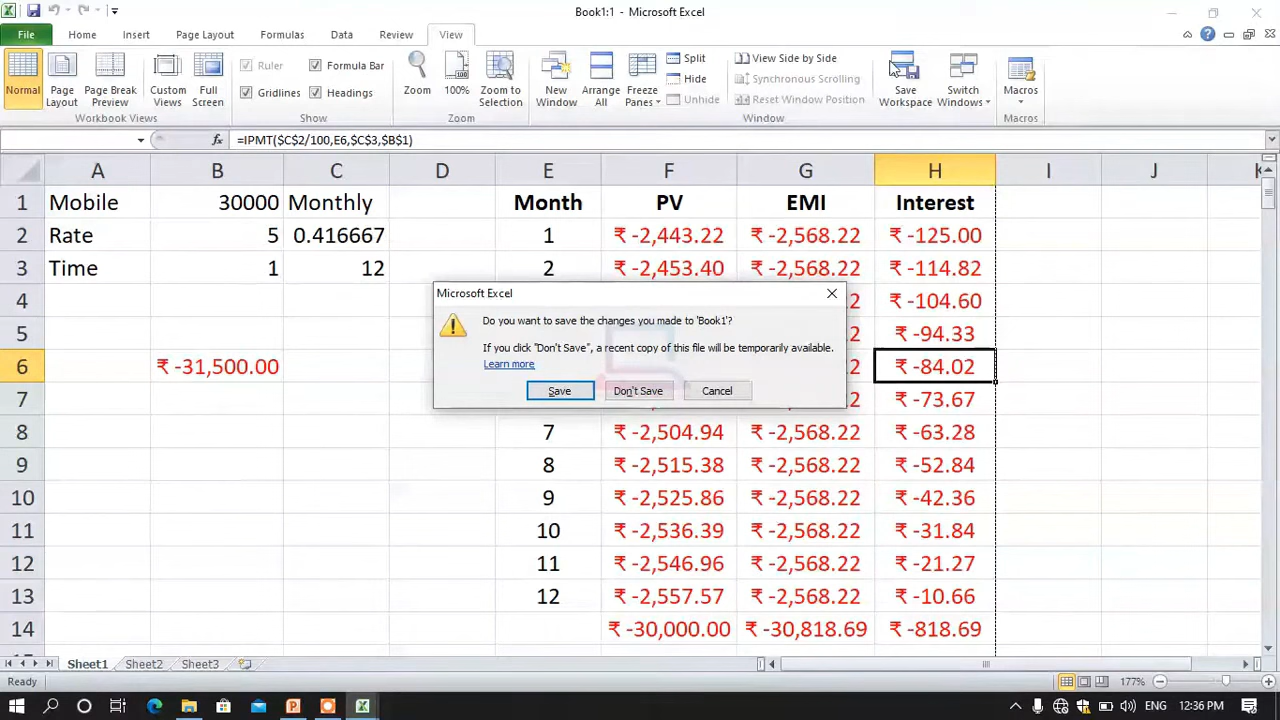 Book1:1 - Microsoft Excel
File Home Insert Page Layout Formulas Data Review View
Normal
Page Layout
Page Break Preview
Custom Views
Full Screen
Workbook Views
Ruler
Formula Bar
Gridlines
Headings
Show
Zoom
100%
Zoom to Selection
Zoom
New Window
Arrange All
Freeze Panes
Split
Hide
Unhide
View Side by Side
Synchronous Scrolling
Reset Window Position
Save Workspace
Switch Windows
Window
Macros
Macros
fx =IPMT($C$2/100,E6,$C$3,$B$1)
A B C D E F G H I J K
1 Mobile 30000 Monthly Month PV EMI Interest
2 Rate 5 0.416667 1 ₹ -2,443.22 ₹ -2,568.22 ₹ -125.00
3 Time 1 12 2 ₹ -2,453.40 ₹ -2,568.22 ₹ -114.82
4 ₹ -104.60
5 ₹ -94.33
6 ₹ -31,500.00 ₹ -84.02
7 ₹ -73.67
Microsoft Excel
Do you want to save the changes you made to 'Book1'?
If you click "Don't Save", a recent copy of this file will be temporarily available.
Learn more
Save Don't Save Cancel
8 7 ₹ -2,504.94 ₹ -2,568.22 ₹ -63.28
9 8 ₹ -2,515.38 ₹ -2,568.22 ₹ -52.84
10 9 ₹ -2,525.86 ₹ -2,568.22 ₹ -42.36
11 10 ₹ -2,536.39 ₹ -2,568.22 ₹ -31.84
12 11 ₹ -2,546.96 ₹ -2,568.22 ₹ -21.27
13 12 ₹ -2,557.57 ₹ -2,568.22 ₹ -10.66
14 ₹ -30,000.00 ₹ -30,818.69 ₹ -818.69
Sheet1 Sheet2 Sheet3
Ready 177%
ENG 12:36 PM